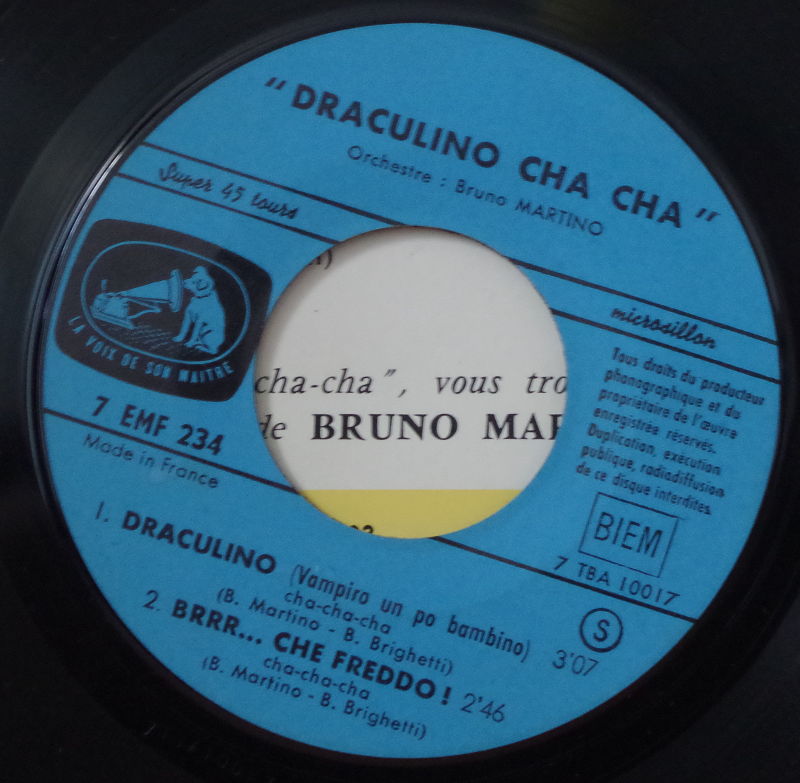 "DRACULINO CHA CHA"
Orchestre : Bruno MARTINO
Super 45 tours
microsillon
LA VOIX DE SON MAITRE
7 EMF 234
Made in France
Tous droits du producteur
phonographique et du
propriétaire de l'œuvre
enregistrée réservés.
Duplication, exécution
publique, radiodiffusion
de ce disque interdites.
BIEM
7 TBA 10017
S
cha-cha", vous tro
de BRUNO MAR
1. DRACULINO (Vampiro un po bambino) 3'07
cha-cha-cha
(B. Martino - B. Brighetti)
2. BRRR... CHE FREDDO ! 2'46
cha-cha-cha
(B. Martino - B. Brighetti)